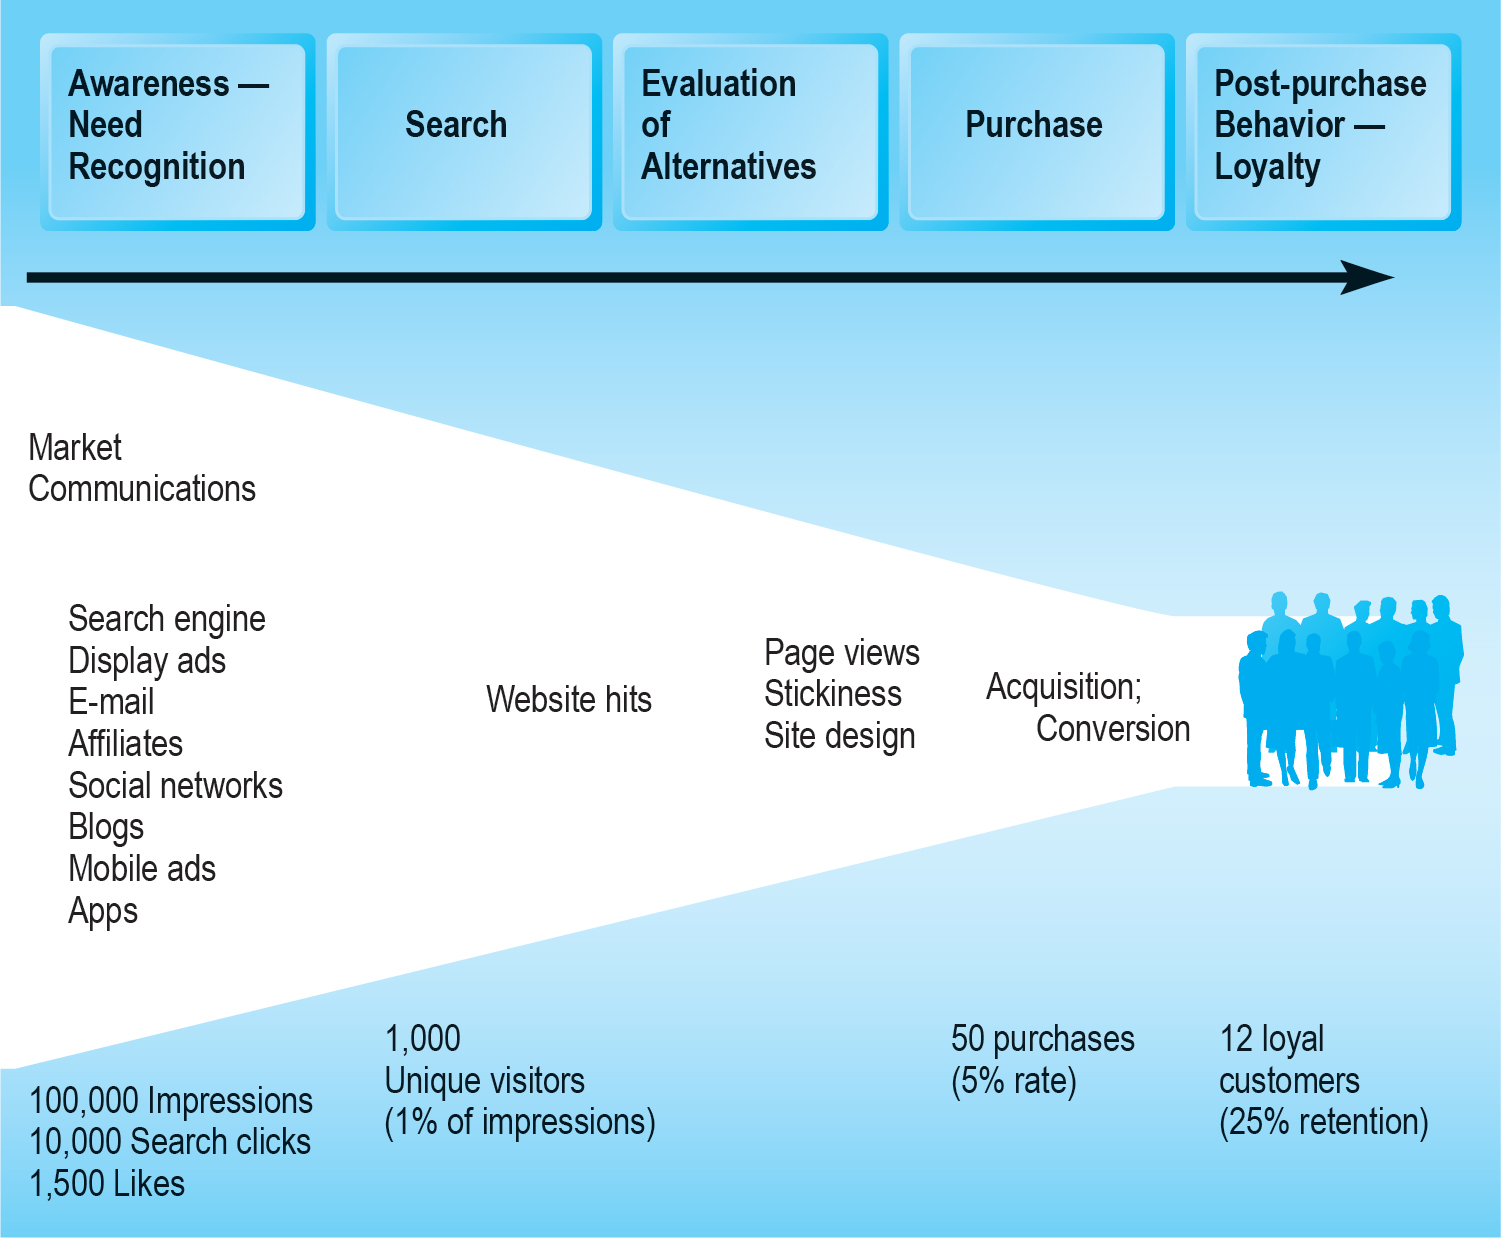 Awareness —
Need
Recognition
Search
Evaluation
of
Alternatives
Purchase
Post-purchase
Behavior —
Loyalty
Market
Communications
Search engine
Display ads
E-mail
Affiliates
Social networks
Blogs
Mobile ads
Apps
Website hits
Page views
Stickiness
Site design
Acquisition;
Conversion
100,000 Impressions
10,000 Search clicks
1,500 Likes
1,000
Unique visitors
(1% of impressions)
50 purchases
(5% rate)
12 loyal
customers
(25% retention)